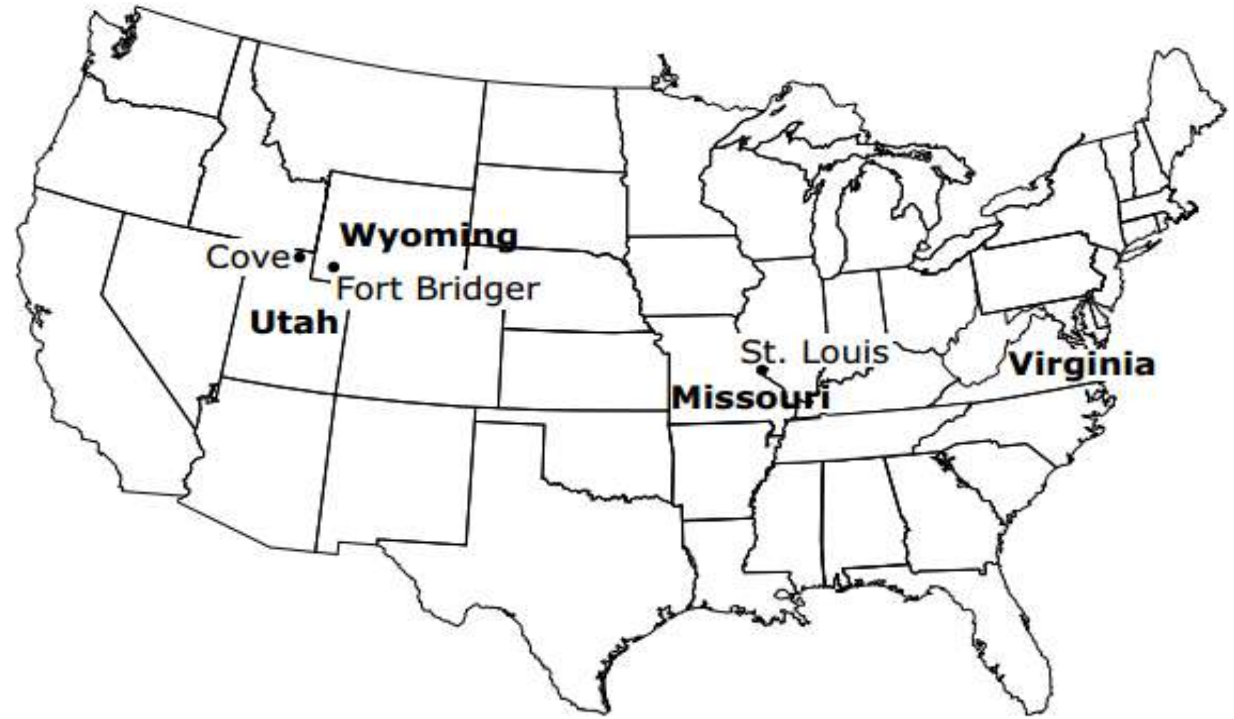 Wyoming
Cove
Fort Bridger
Utah
St. Louis
Virginia
Missouri